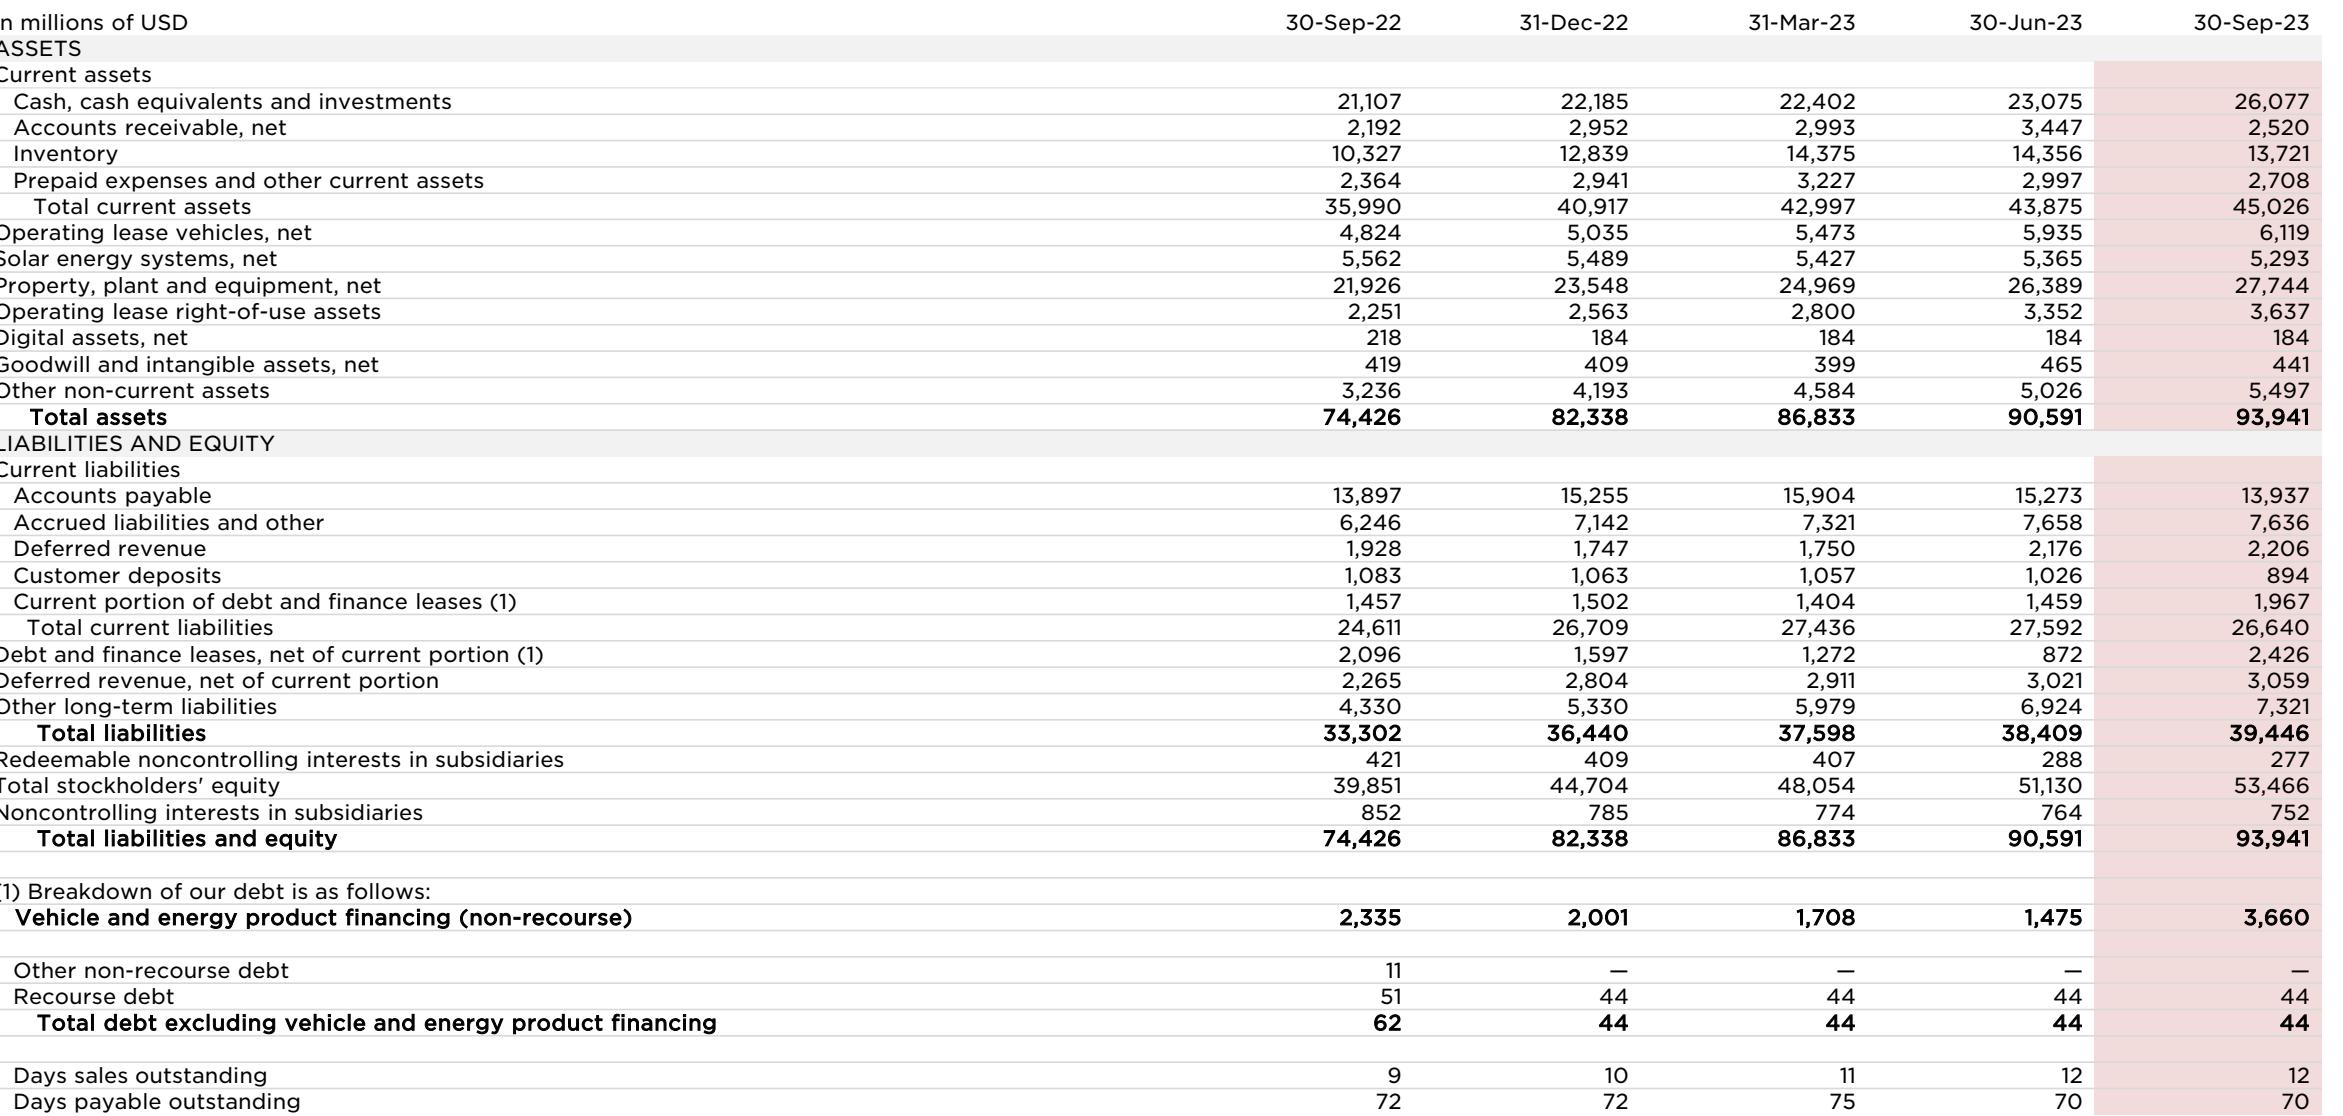 n millions of USD 30-Sep-22 31-Dec-22 31-Mar-23 30-Jun-23 30-Sep-23
ASSETS
Current assets
Cash, cash equivalents and investments 21,107 22,185 22,402 23,075 26,077
Accounts receivable, net 2,192 2,952 2,993 3,447 2,520
Inventory 10,327 12,839 14,375 14,356 13,721
Prepaid expenses and other current assets 2,364 2,941 3,227 2,997 2,708
Total current assets 35,990 40,917 42,997 43,875 45,026
Operating lease vehicles, net 4,824 5,035 5,473 5,935 6,119
Solar energy systems, net 5,562 5,489 5,427 5,365 5,293
Property, plant and equipment, net 21,926 23,548 24,969 26,389 27,744
Operating lease right-of-use assets 2,251 2,563 2,800 3,352 3,637
Digital assets, net 218 184 184 184 184
Goodwill and intangible assets, net 419 409 399 465 441
Other non-current assets 3,236 4,193 4,584 5,026 5,497
Total assets 74,426 82,338 86,833 90,591 93,941
LIABILITIES AND EQUITY
Current liabilities
Accounts payable 13,897 15,255 15,904 15,273 13,937
Accrued liabilities and other 6,246 7,142 7,321 7,658 7,636
Deferred revenue 1,928 1,747 1,750 2,176 2,206
Customer deposits 1,083 1,063 1,057 1,026 894
Current portion of debt and finance leases (1) 1,457 1,502 1,404 1,459 1,967
Total current liabilities 24,611 26,709 27,436 27,592 26,640
Debt and finance leases, net of current portion (1) 2,096 1,597 1,272 872 2,426
Deferred revenue, net of current portion 2,265 2,804 2,911 3,021 3,059
Other long-term liabilities 4,330 5,330 5,979 6,924 7,321
Total liabilities 33,302 36,440 37,598 38,409 39,446
Redeemable noncontrolling interests in subsidiaries 421 409 407 288 277
Total stockholders' equity 39,851 44,704 48,054 51,130 53,466
Noncontrolling interests in subsidiaries 852 785 774 764 752
Total liabilities and equity 74,426 82,338 86,833 90,591 93,941
(1) Breakdown of our debt is as follows:
Vehicle and energy product financing (non-recourse) 2,335 2,001 1,708 1,475 3,660
Other non-recourse debt 11 — — — —
Recourse debt 51 44 44 44 44
Total debt excluding vehicle and energy product financing 62 44 44 44 44
Days sales outstanding 9 10 11 12 12
Days payable outstanding 72 72 75 70 70